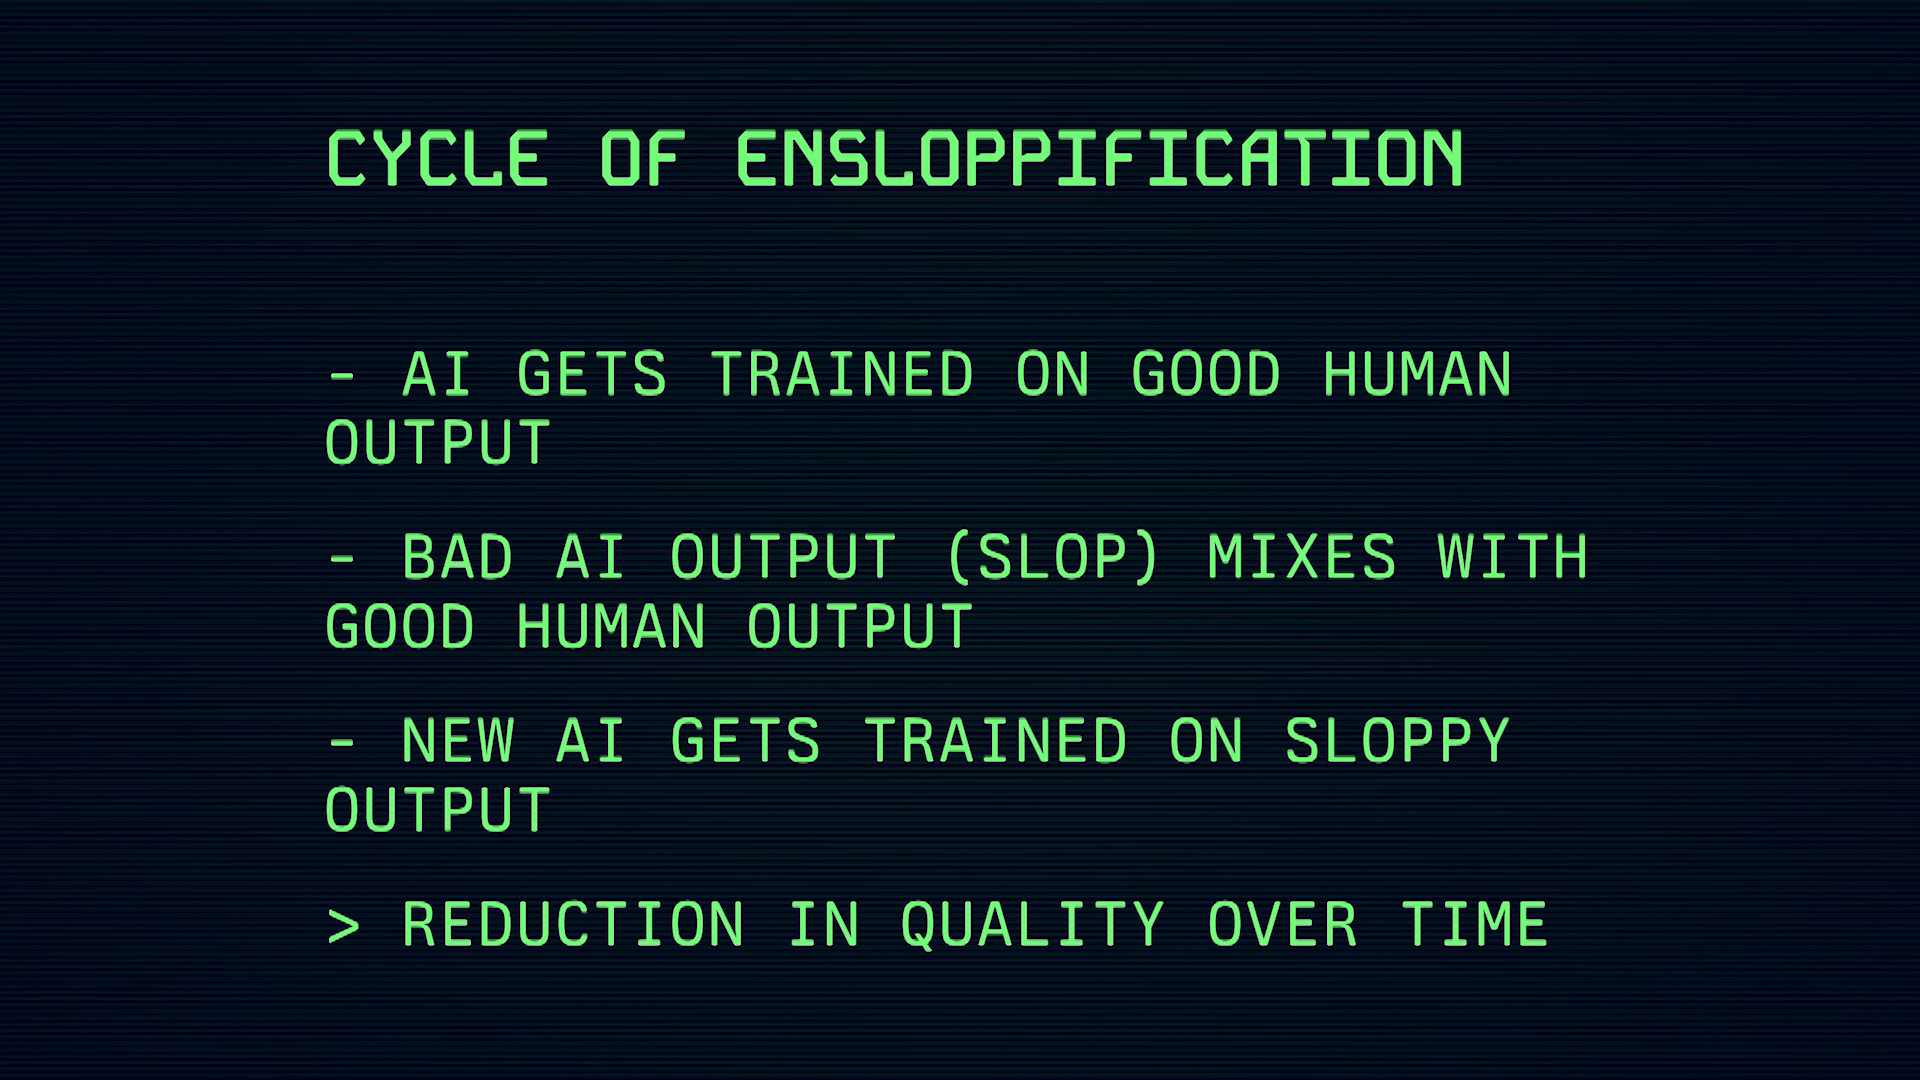 CYCLE OF ENSLOPPIFICATION
- AI GETS TRAINED ON GOOD HUMAN
OUTPUT
- BAD AI OUTPUT (SLOP) MIXES WITH
GOOD HUMAN OUTPUT
- NEW AI GETS TRAINED ON SLOPPY
OUTPUT
> REDUCTION IN QUALITY OVER TIME